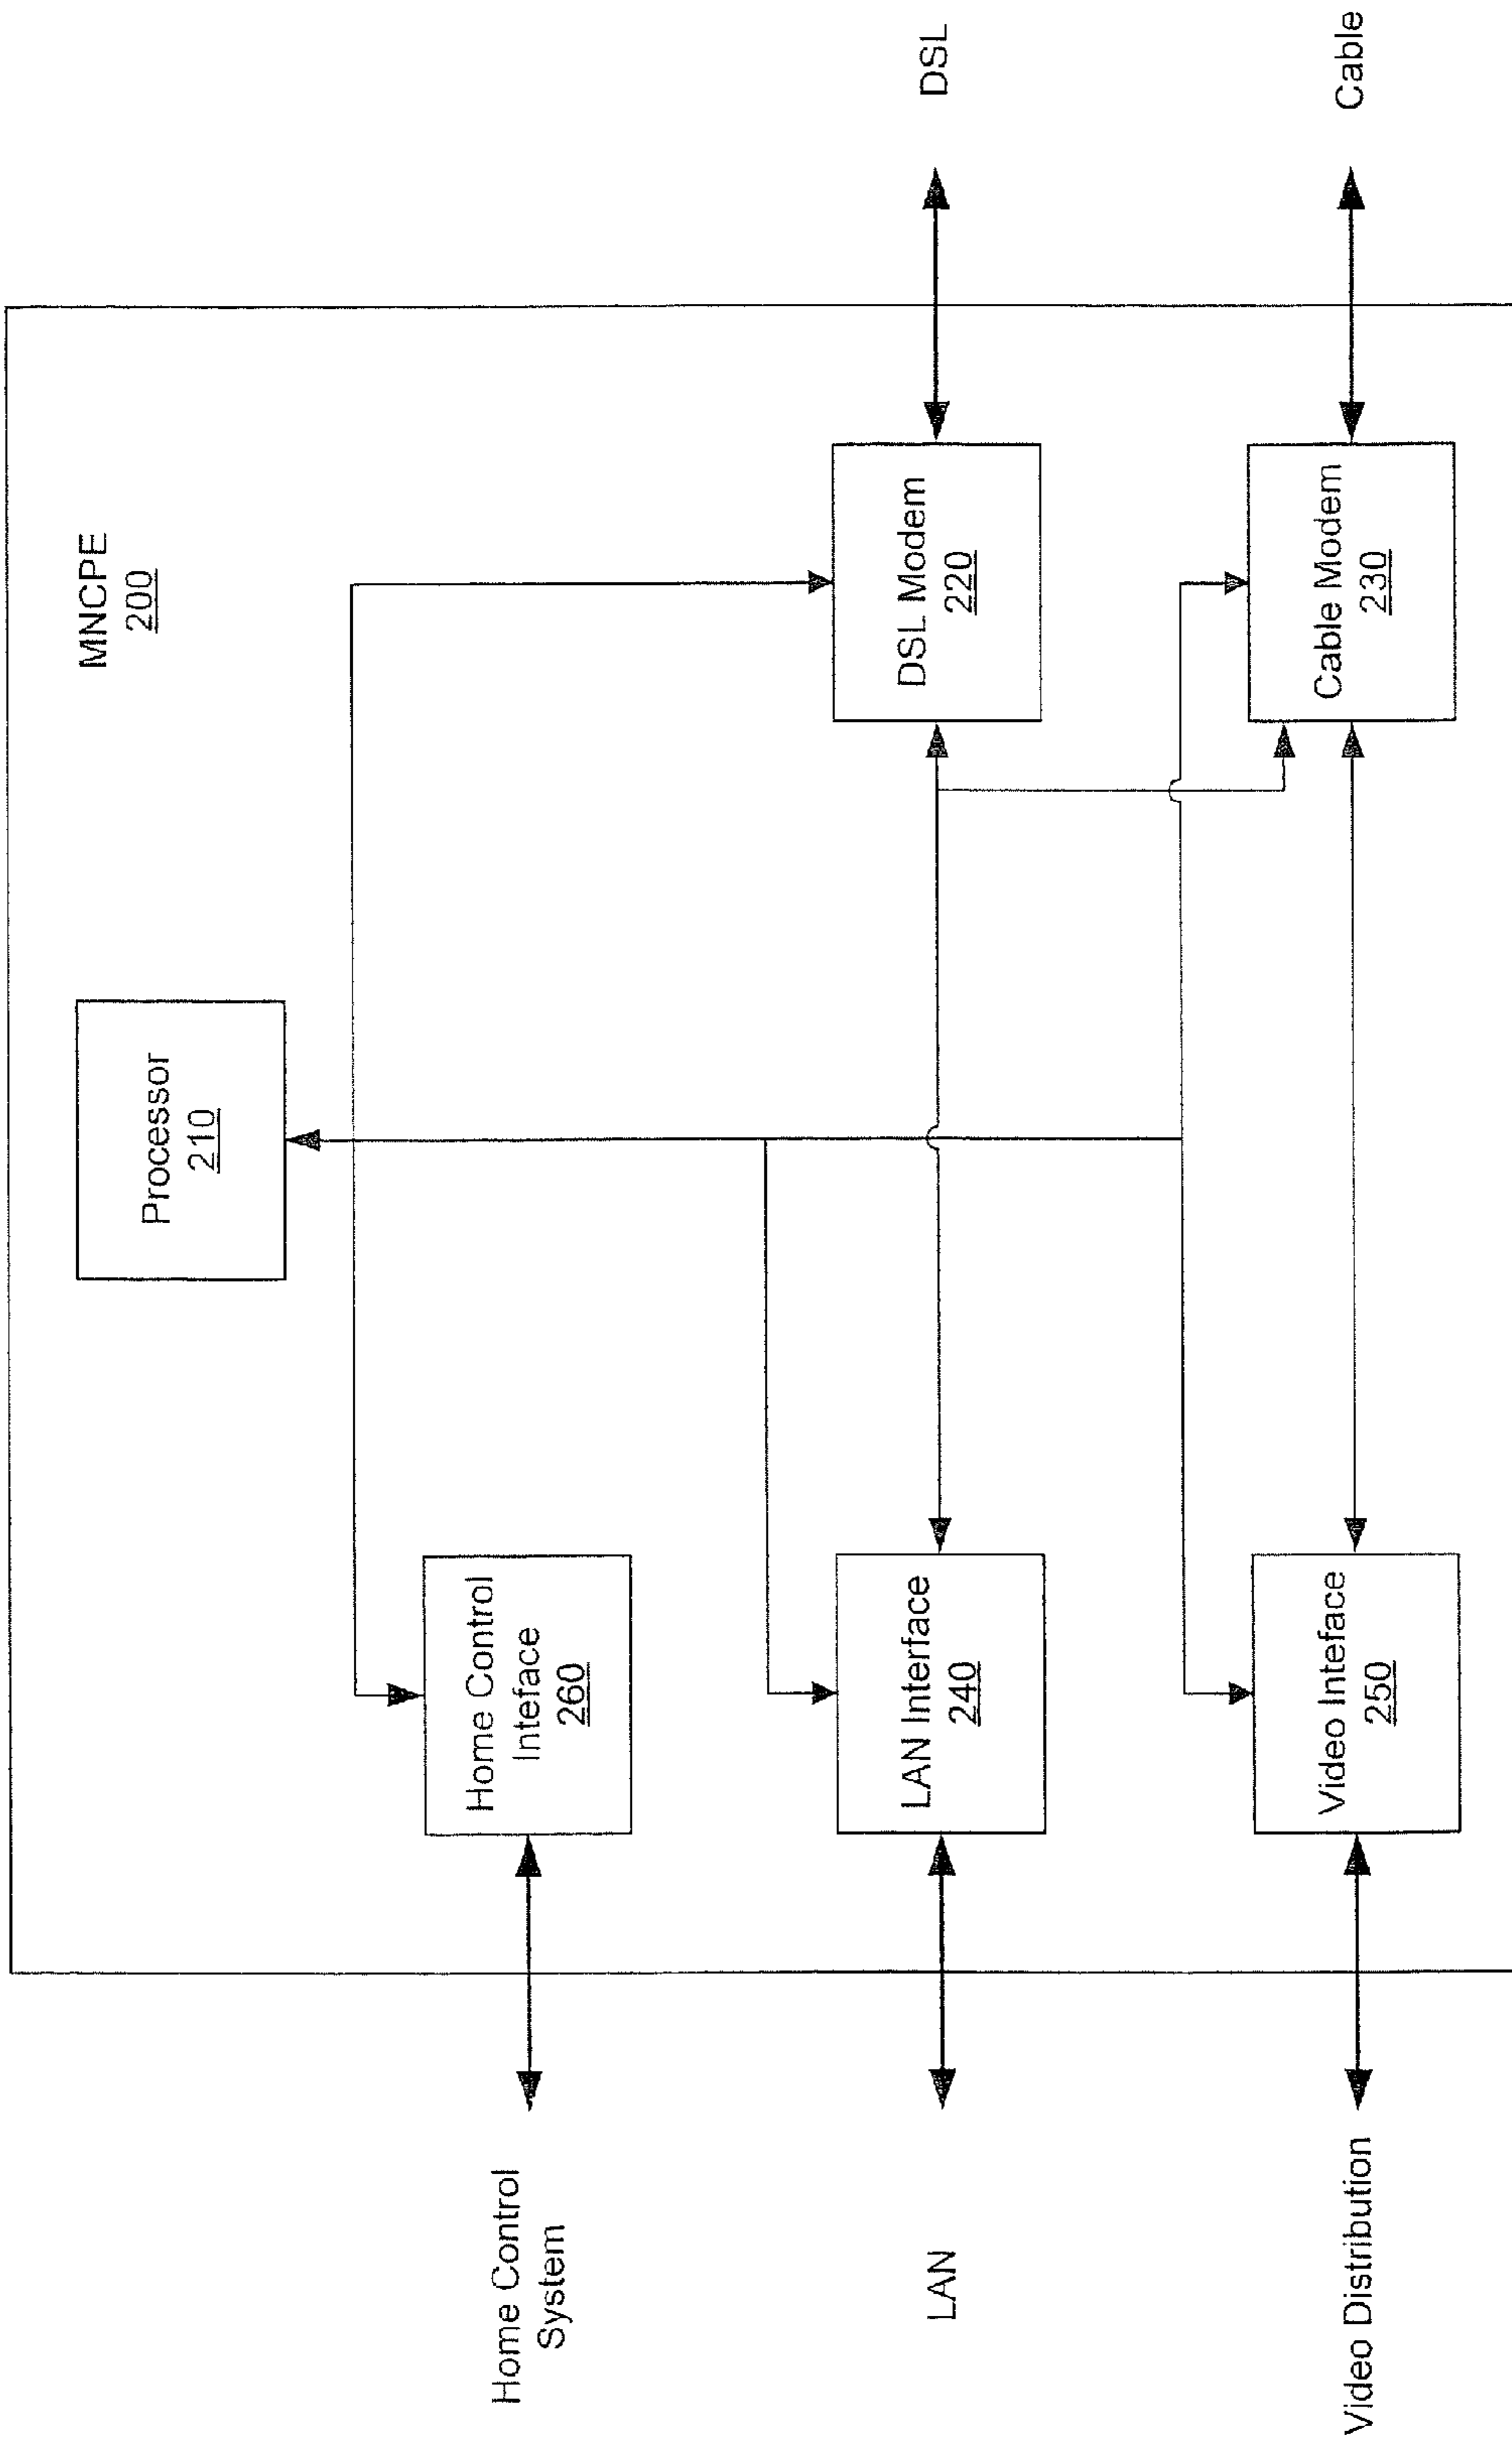 MNCPE
200
Processor
210
Home Control
System
Home Control
Inteface
260
LAN
LAN Interface
240
DSL Modem
220
DSL
Video Distribution
Video Inteface
250
Cable Modem
230
Cable